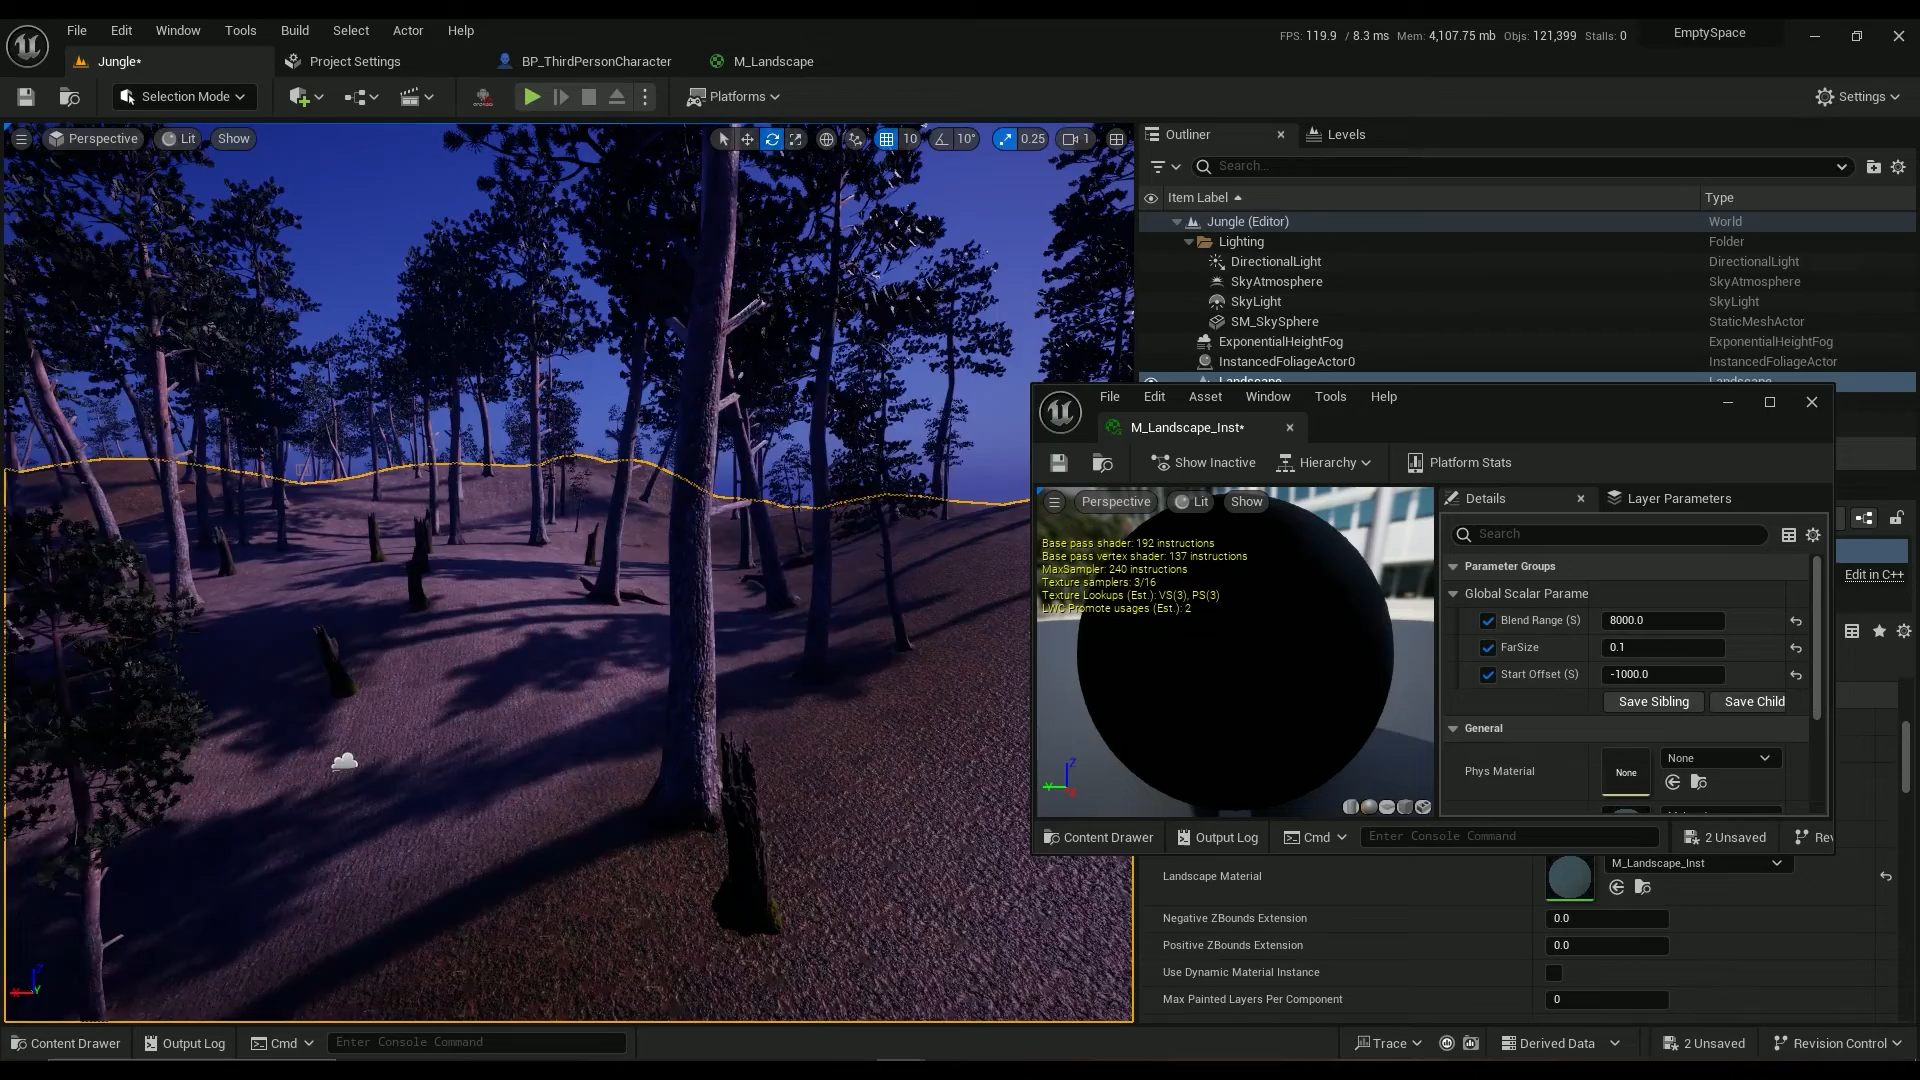 File Edit Window Tools Build Select Actor Help
FPS: 119.9 / 8.3 ms Mem: 4,107.75 mb Objs: 121,399 Stalls: 0
EmptySpace
Jungle*
Project Settings
BP_ThirdPersonCharacter
M_Landscape
Selection Mode
Platforms
Settings
Perspective
Lit
Show
10
10°
0.25
1
Outliner
Levels
Search...
Item Label
Type
Jungle (Editor)
World
Lighting
Folder
DirectionalLight
DirectionalLight
SkyAtmosphere
SkyAtmosphere
SkyLight
SkyLight
SM_SkySphere
StaticMeshActor
ExponentialHeightFog
ExponentialHeightFog
InstancedFoliageActor0
InstancedFoliageActor
Landscape
Landscape
File Edit Asset Window Tools Help
M_Landscape_Inst*
Show Inactive
Hierarchy
Platform Stats
Perspective
Lit
Show
Base pass shader: 192 instructions
Base pass vertex shader: 137 instructions
MaxSampler: 240 instructions
Texture samplers: 3/16
Texture Lookups (Est.): VS(3), PS(3)
LWC Promote usages (Est.): 2
Details
Layer Parameters
Search
Parameter Groups
Global Scalar Parame
Blend Range (S)
8000.0
FarSize
0.1
Start Offset (S)
-1000.0
Save Sibling
Save Child
General
Phys Material
None
None
Edit in C++
Content Drawer
Output Log
Cmd
Enter Console Command
2 Unsaved
Rev
Landscape Material
M_Landscape_Inst
Negative ZBounds Extension
0.0
Positive ZBounds Extension
0.0
Use Dynamic Material Instance
Max Painted Layers Per Component
0
Content Drawer
Output Log
Cmd
Enter Console Command
Trace
Derived Data
2 Unsaved
Revision Control